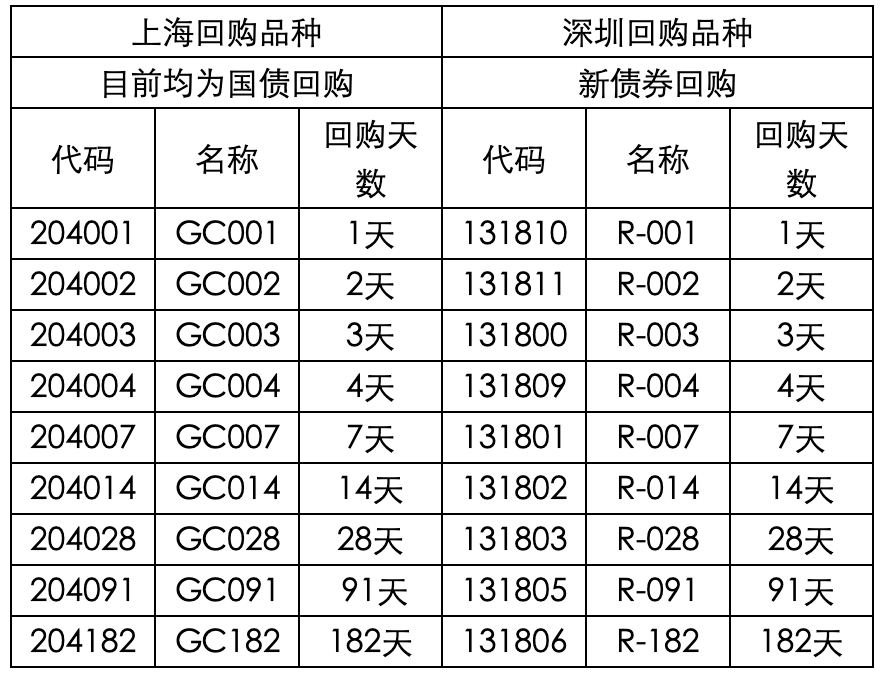 上海回购品种 深圳回购品种
目前均为国债回购 新债券回购
代码 名称 回购天数 代码 名称 回购天数
204001 GC001 1天 131810 R-001 1天
204002 GC002 2天 131811 R-002 2天
204003 GC003 3天 131800 R-003 3天
204004 GC004 4天 131809 R-004 4天
204007 GC007 7天 131801 R-007 7天
204014 GC014 14天 131802 R-014 14天
204028 GC028 28天 131803 R-028 28天
204091 GC091 91天 131805 R-091 91天
204182 GC182 182天 131806 R-182 182天